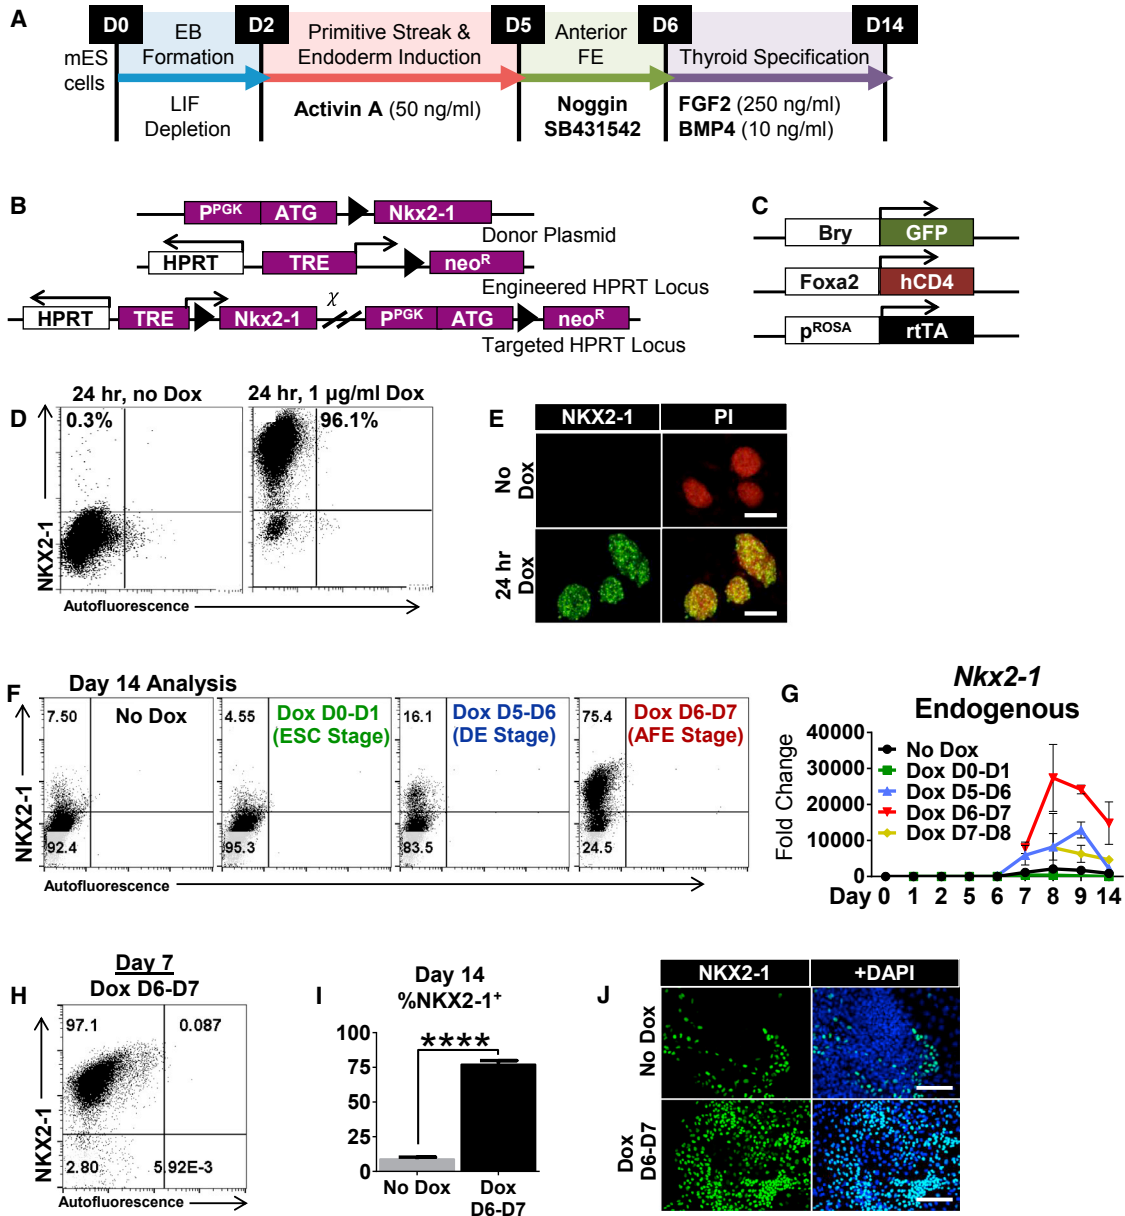 A
D0
D2
D5
D6
D14
mES
cells
EB
Formation
Primitive Streak &
Endoderm Induction
Anterior
FE
Thyroid Specification
LIF
Depletion
Activin A (50 ng/ml)
Noggin
SB431542
FGF2 (250 ng/ml)
BMP4 (10 ng/ml)
B
PPGK ATG Nkx2-1
Donor Plasmid
HPRT TRE neoR
Engineered HPRT Locus
HPRT TRE Nkx2-1 χ PPGK ATG neoR
Targeted HPRT Locus
C
Bry GFP
Foxa2 hCD4
pROSA rtTA
D
24 hr, no Dox
24 hr, 1 µg/ml Dox
0.3%
96.1%
NKX2-1
Autofluorescence
E
NKX2-1 PI
No
Dox
24 hr
Dox
F
Day 14 Analysis
7.50
No Dox
92.4
4.55
Dox D0-D1
(ESC Stage)
95.3
16.1
Dox D5-D6
(DE Stage)
83.5
75.4
Dox D6-D7
(AFE Stage)
24.5
NKX2-1
Autofluorescence
G
Nkx2-1
Endogenous
Fold Change
40000
30000
20000
10000
0
No Dox
Dox D0-D1
Dox D5-D6
Dox D6-D7
Dox D7-D8
Day 0 1 2 5 6 7 8 9 14
H
Day 7
Dox D6-D7
97.1
0.087
2.80
5.92E-3
NKX2-1
Autofluorescence
I
Day 14
%NKX2-1+
100
75
50
25
0
****
No Dox
Dox
D6-D7
J
NKX2-1 +DAPI
No Dox
Dox
D6-D7